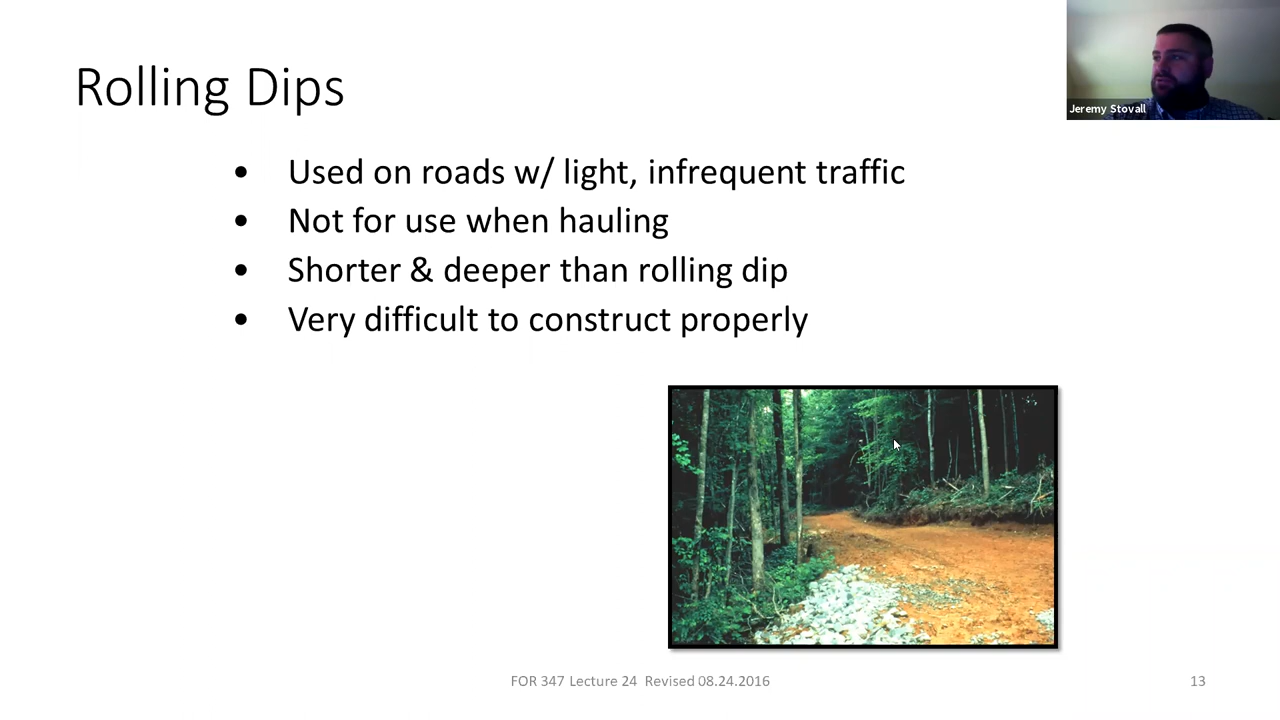 Rolling Dips
Jeremy Stovall
• Used on roads w/ light, infrequent traffic
• Not for use when hauling
• Shorter & deeper than rolling dip
• Very difficult to construct properly
FOR 347 Lecture 24 Revised 08.24.2016
13